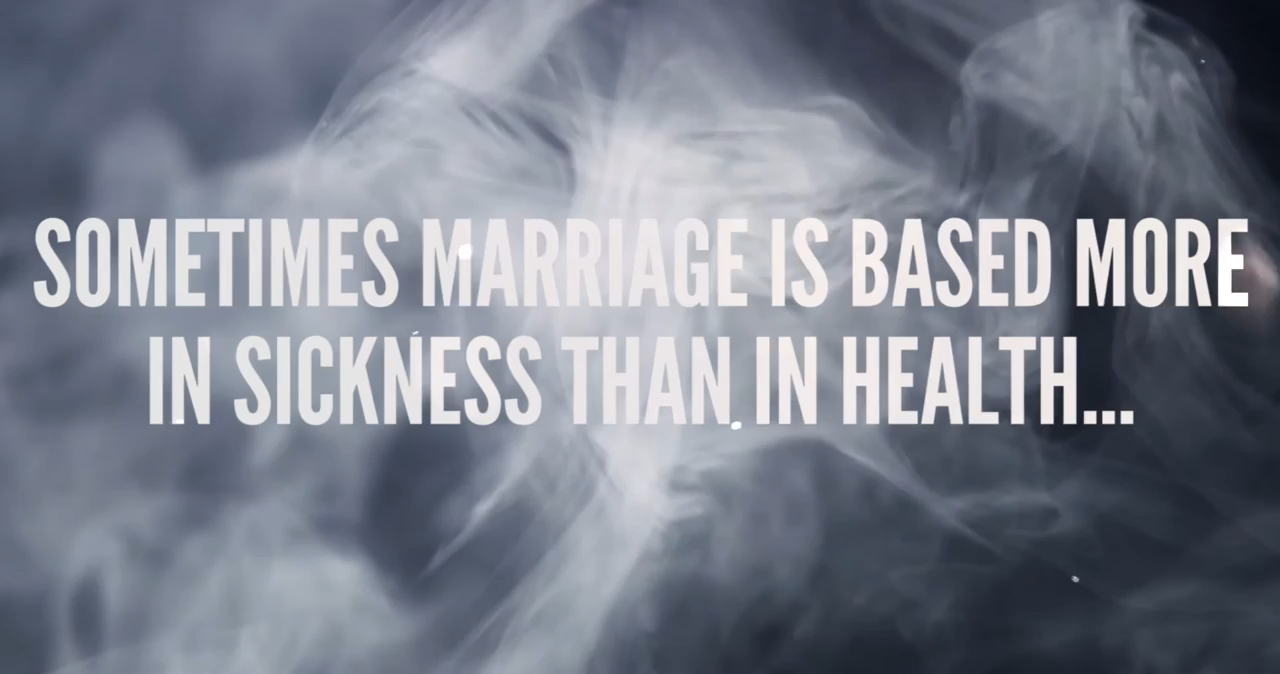 SOMETIMES MARRIAGE IS BASED MORE
IN SICKNESS THAN IN HEALTH...